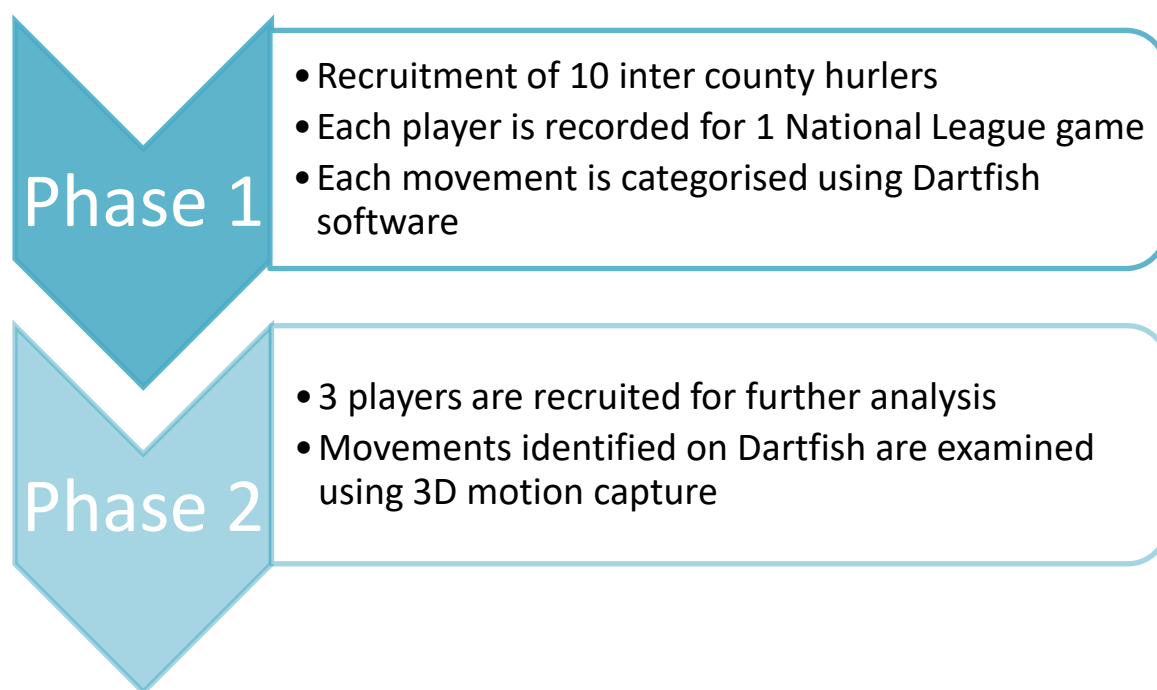 Phase 1
•Recruitment of 10 inter county hurlers
•Each player is recorded for 1 National League game
•Each movement is categorised using Dartfish
software
Phase 2
•3 players are recruited for further analysis
•Movements identified on Dartfish are examined
using 3D motion capture